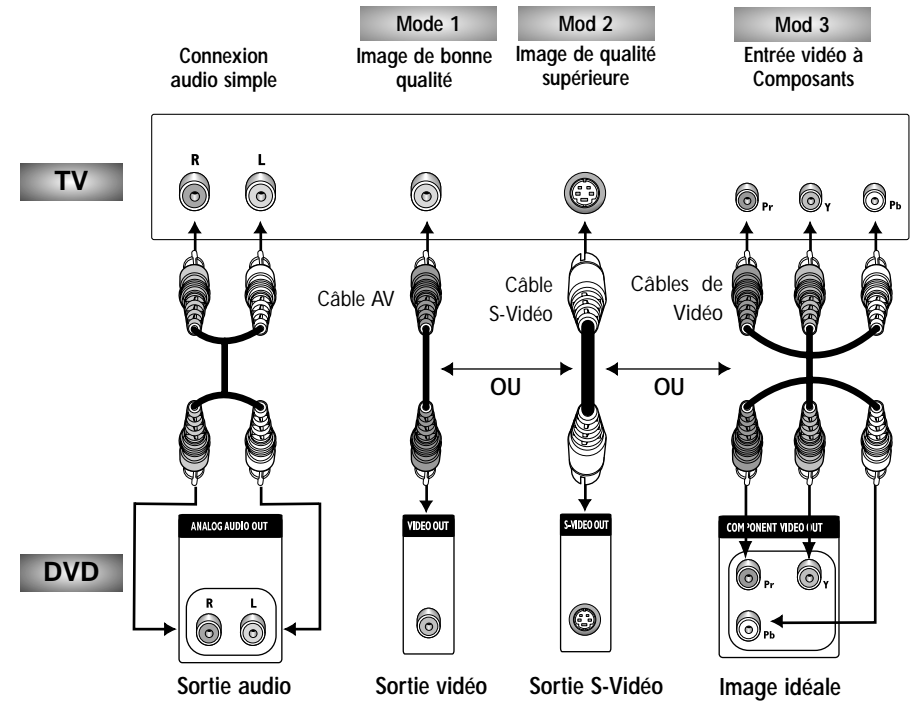 Mode 1
Mod 2
Mod 3
Connexion
audio simple
Image de bonne
qualité
Image de qualité
supérieure
Entrée vidéo à
Composants
TV
R
L
Pr
Y
Pb
Câble AV
Câble
S-Vidéo
Câbles de
Vidéo
OU
OU
DVD
ANALOG AUDIO OUT
R
L
VIDEO OUT
S-VIDEO OUT
COMPONENT VIDEO OUT
Pr
Y
Pb
Sortie audio
Sortie vidéo
Sortie S-Vidéo
Image idéale